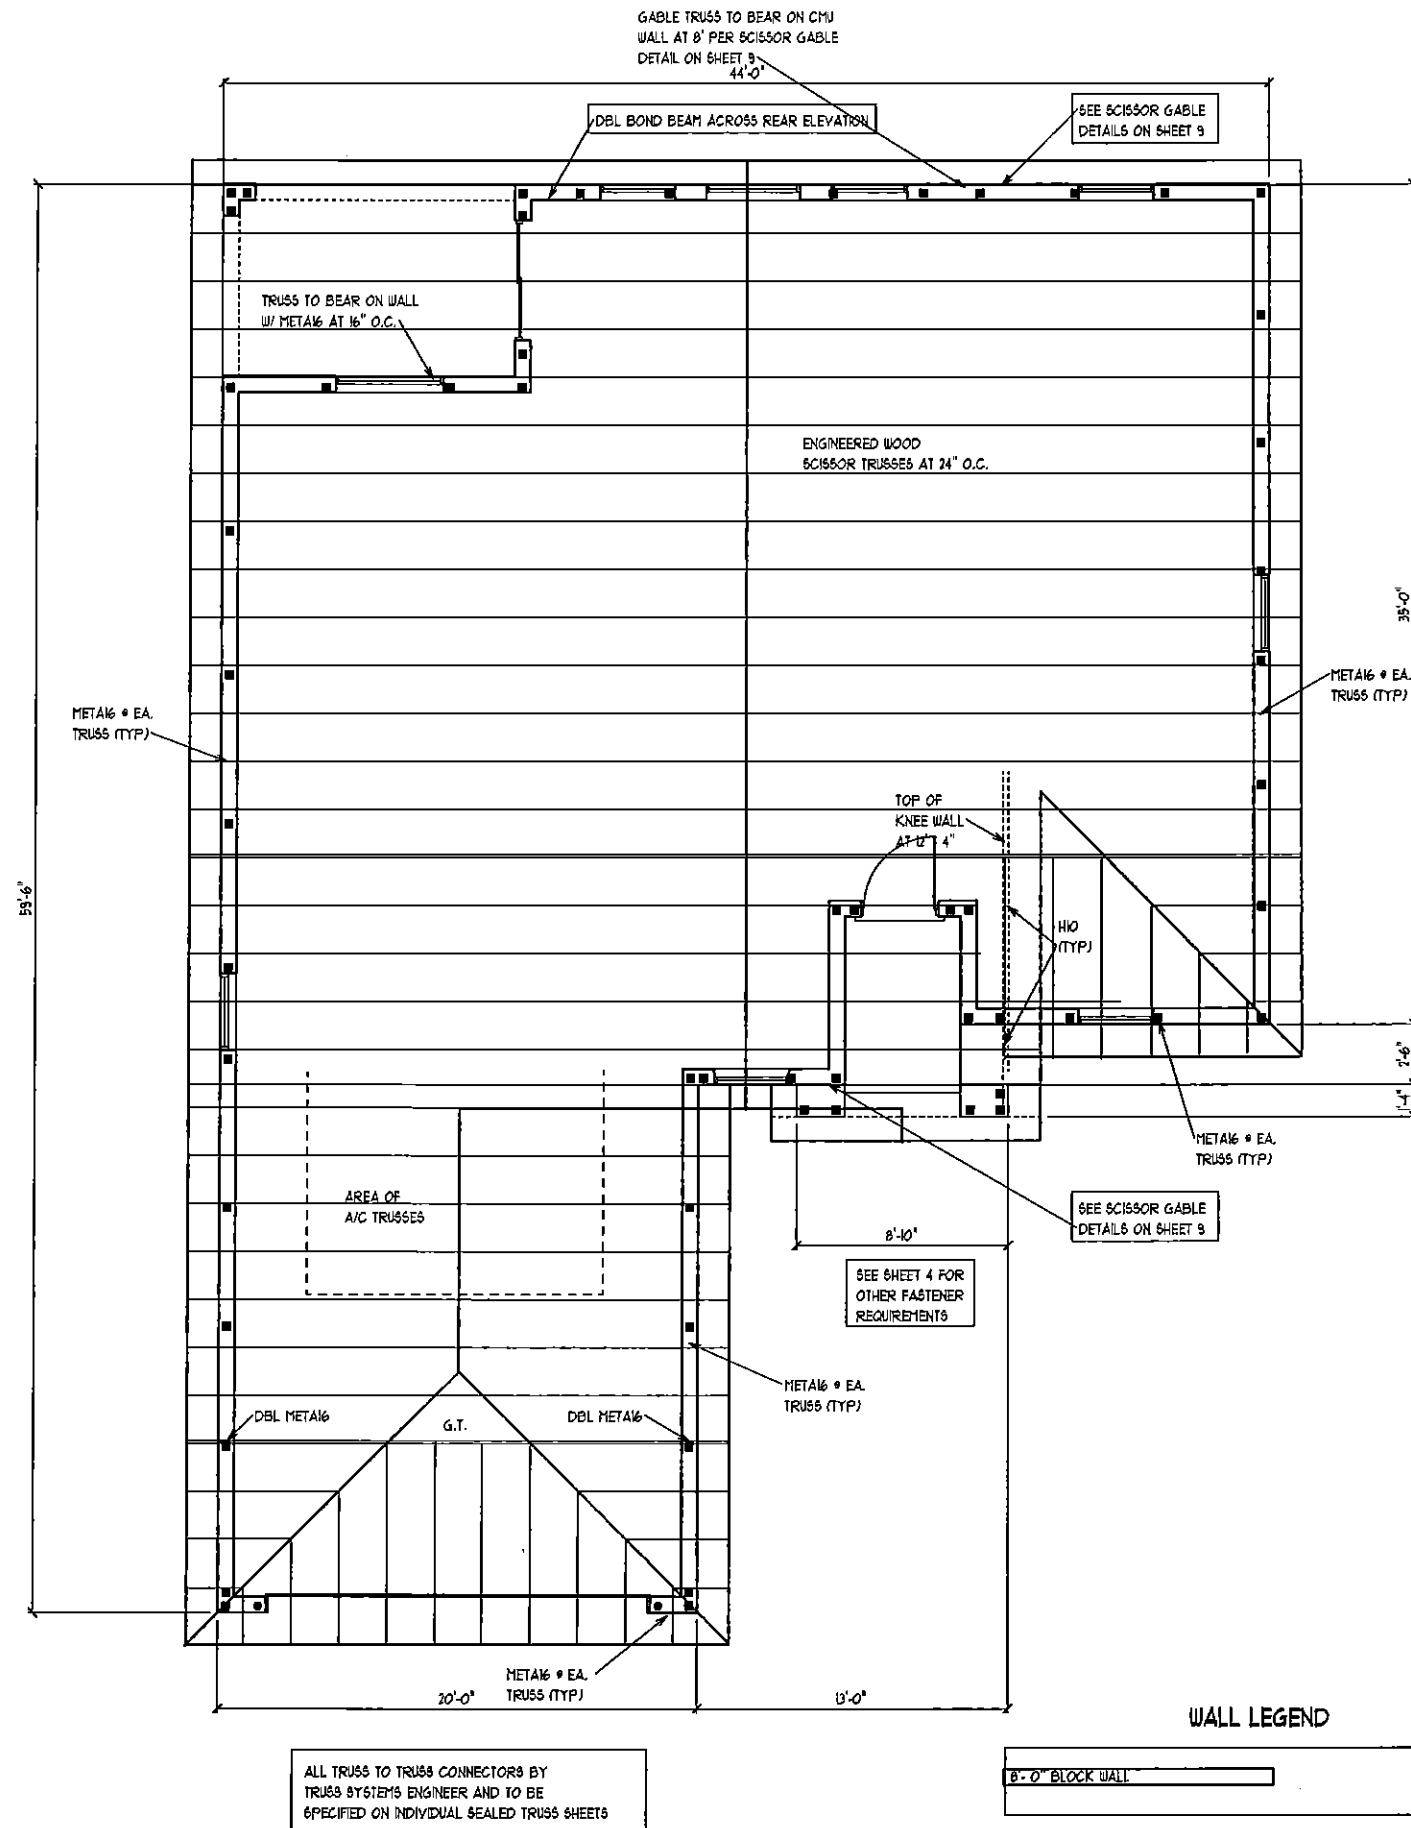 GABLE TRUSS TO BEAR ON CMU
WALL AT 8' PER SCISSOR GABLE
DETAIL ON SHEET 9
44'-0"
DBL BOND BEAM ACROSS REAR ELEVATION
SEE SCISSOR GABLE
DETAILS ON SHEET 9
TRUSS TO BEAR ON WALL
W/ META16 AT 16" O.C.
ENGINEERED WOOD
SCISSOR TRUSSES AT 24" O.C.
35'-0"
META16 @ EA.
TRUSS (TYP)
META16 @ EA.
TRUSS (TYP)
59'-6"
TOP OF
KNEE WALL
AT 12' 4"
H10
(TYP)
2'-6"
1'-4"
META16 @ EA.
TRUSS (TYP)
AREA OF
A/C TRUSSES
SEE SCISSOR GABLE
DETAILS ON SHEET 9
8'-10"
SEE SHEET 4 FOR
OTHER FASTENER
REQUIREMENTS
META16 @ EA.
TRUSS (TYP)
DBL META16
G.T.
DBL META16
META16 @ EA.
TRUSS (TYP)
20'-0"
13'-0"
WALL LEGEND
8'-0" BLOCK WALL
ALL TRUSS TO TRUSS CONNECTORS BY
TRUSS SYSTEMS ENGINEER AND TO BE
SPECIFIED ON INDIVIDUAL SEALED TRUSS SHEETS